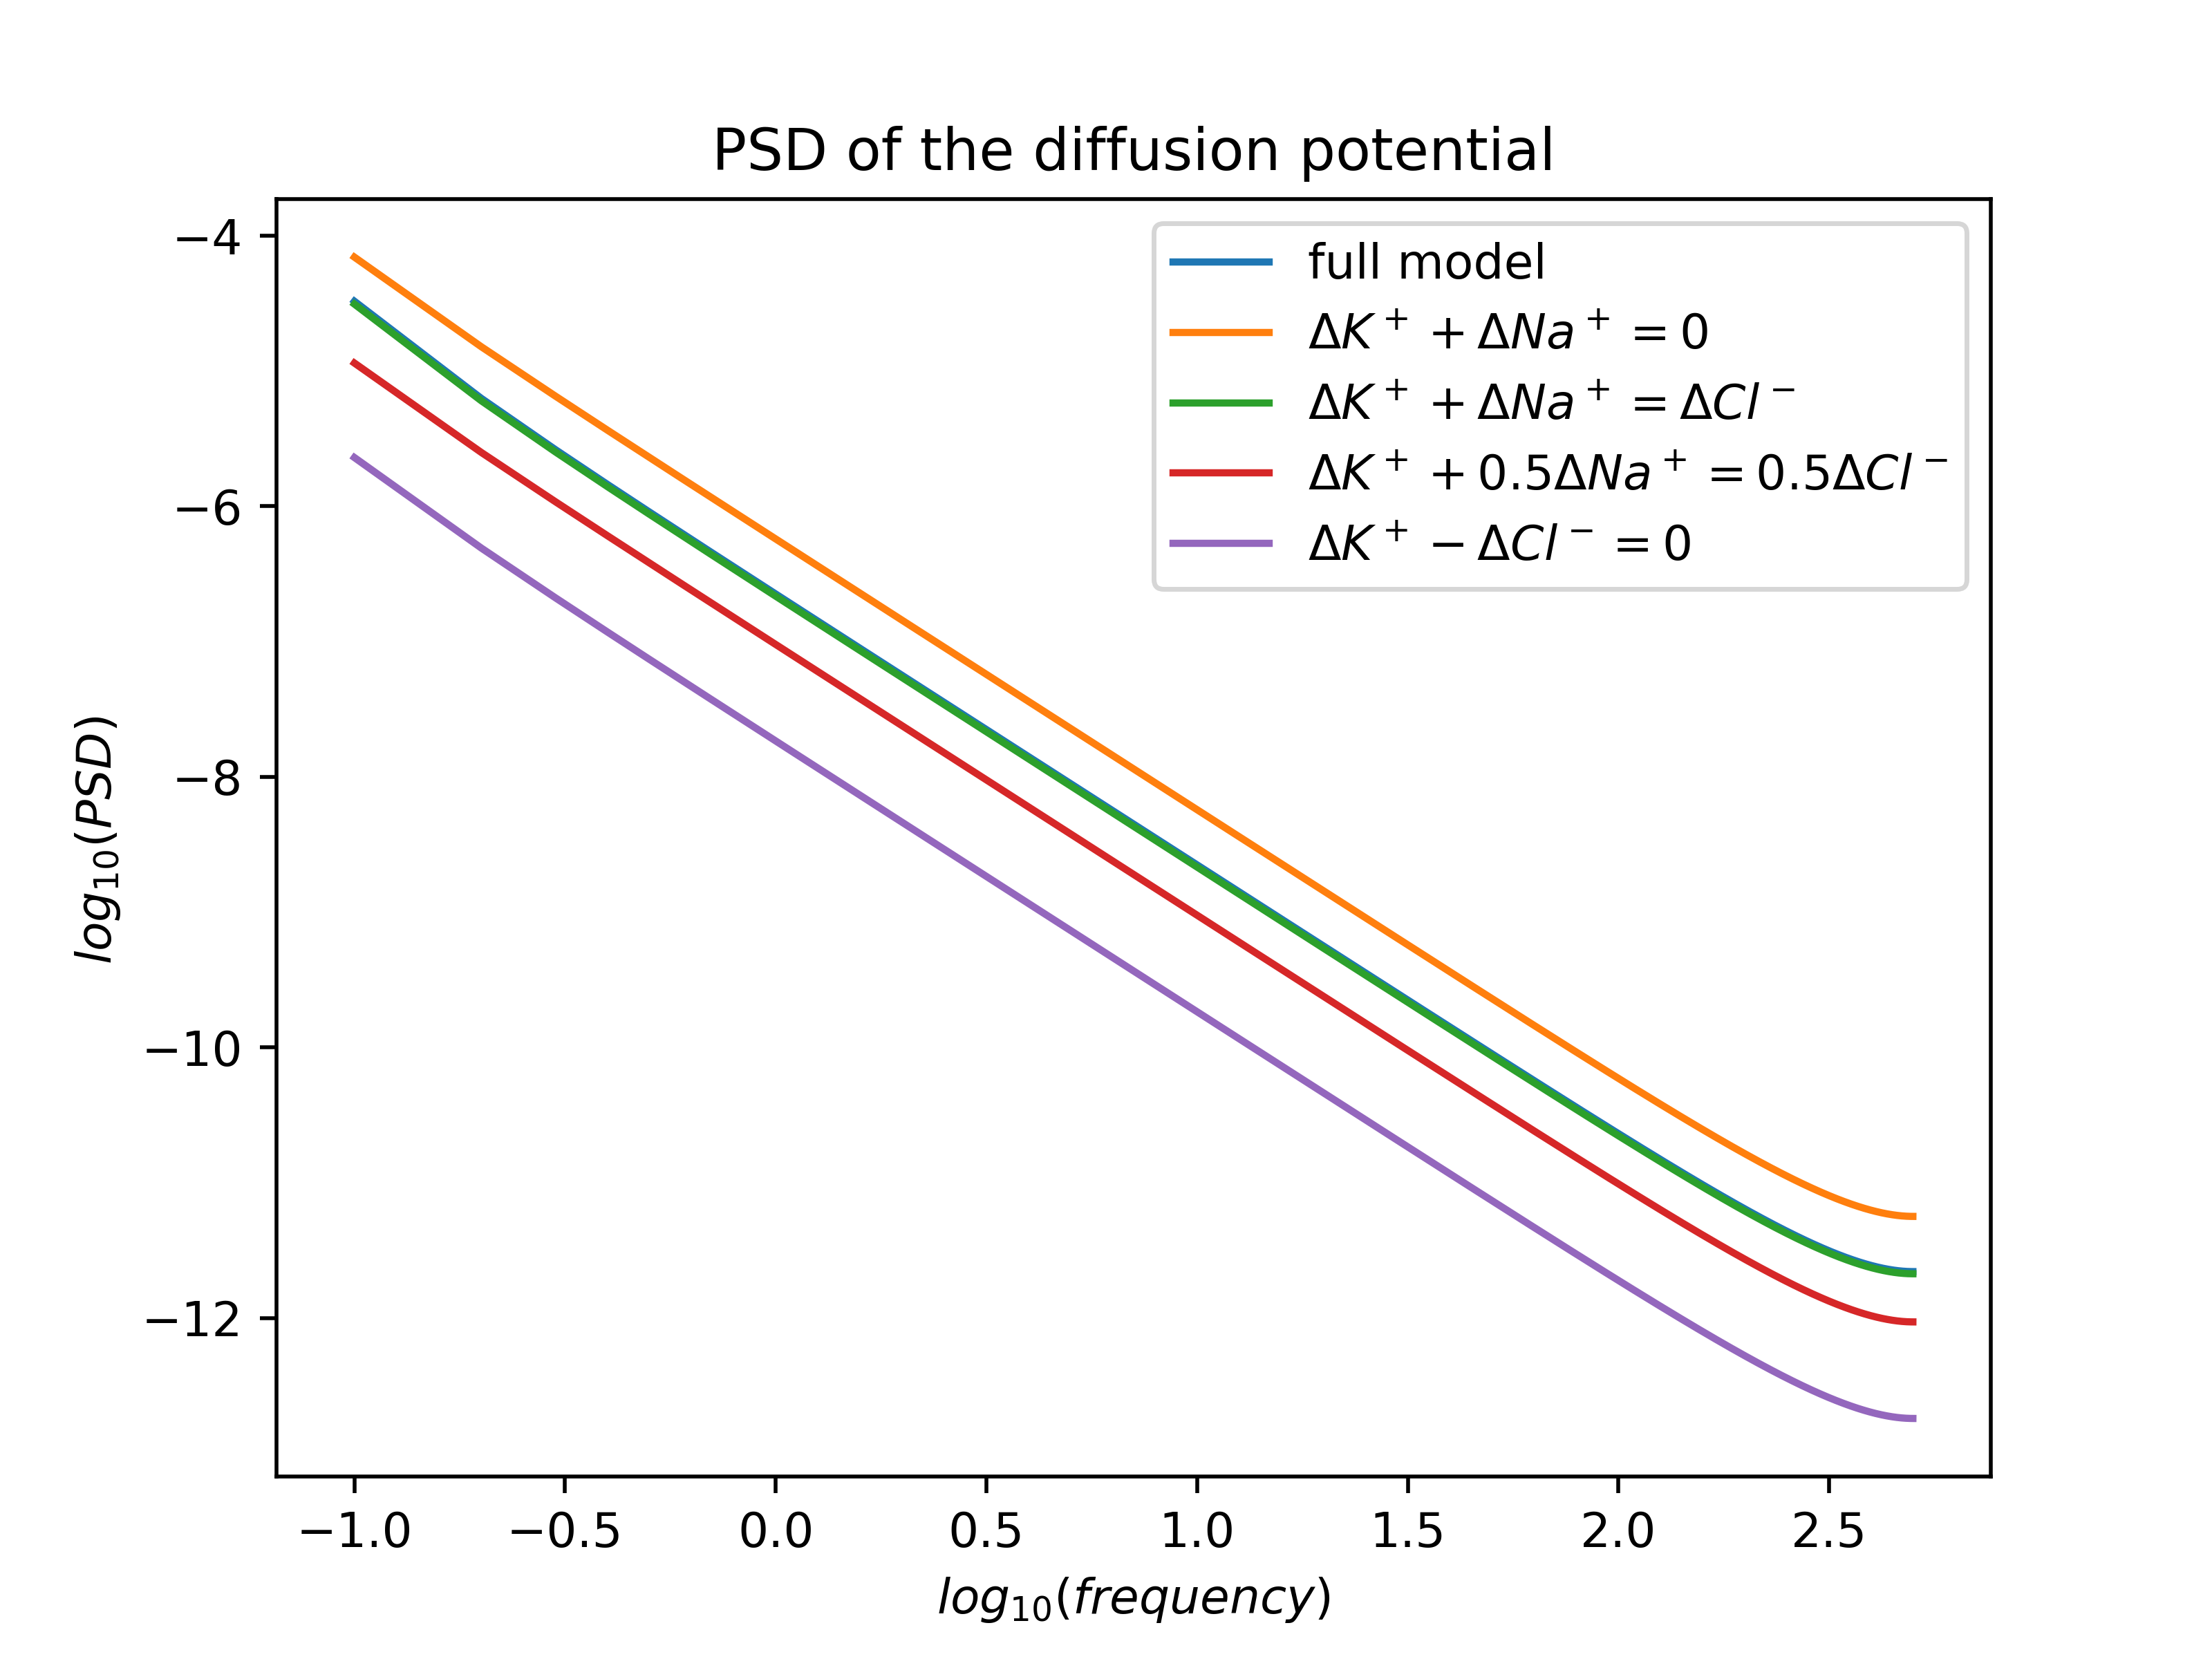 PSD of the diffusion potential
full model
ΔK⁺ + ΔNa⁺ = 0
ΔK⁺ + ΔNa⁺ = ΔCl⁻
ΔK⁺ + 0.5ΔNa⁺ = 0.5ΔCl⁻
ΔK⁺ − ΔCl⁻ = 0
log₁₀(PSD)
−4
−6
−8
−10
−12
−1.0 −0.5 0.0 0.5 1.0 1.5 2.0 2.5
log₁₀(frequency)